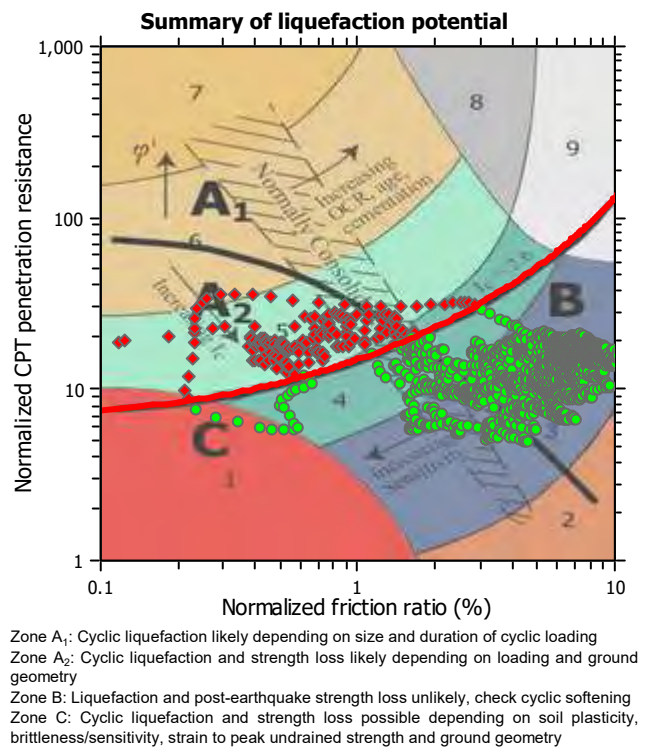 Summary of liquefaction potential
1,000
100
10
1
Normalized CPT penetration resistance
0.1
1
10
Normalized friction ratio (%)
7
8
9
φ'
A1
Normally Consoli
Increasing
OCR, age,
cementation
6
A2
5
B
4
C
1
3
2
Zone A1: Cyclic liquefaction likely depending on size and duration of cyclic loading
Zone A2: Cyclic liquefaction and strength loss likely depending on loading and ground
geometry
Zone B: Liquefaction and post-earthquake strength loss unlikely, check cyclic softening
Zone C: Cyclic liquefaction and strength loss possible depending on soil plasticity,
brittleness/sensitivity, strain to peak undrained strength and ground geometry